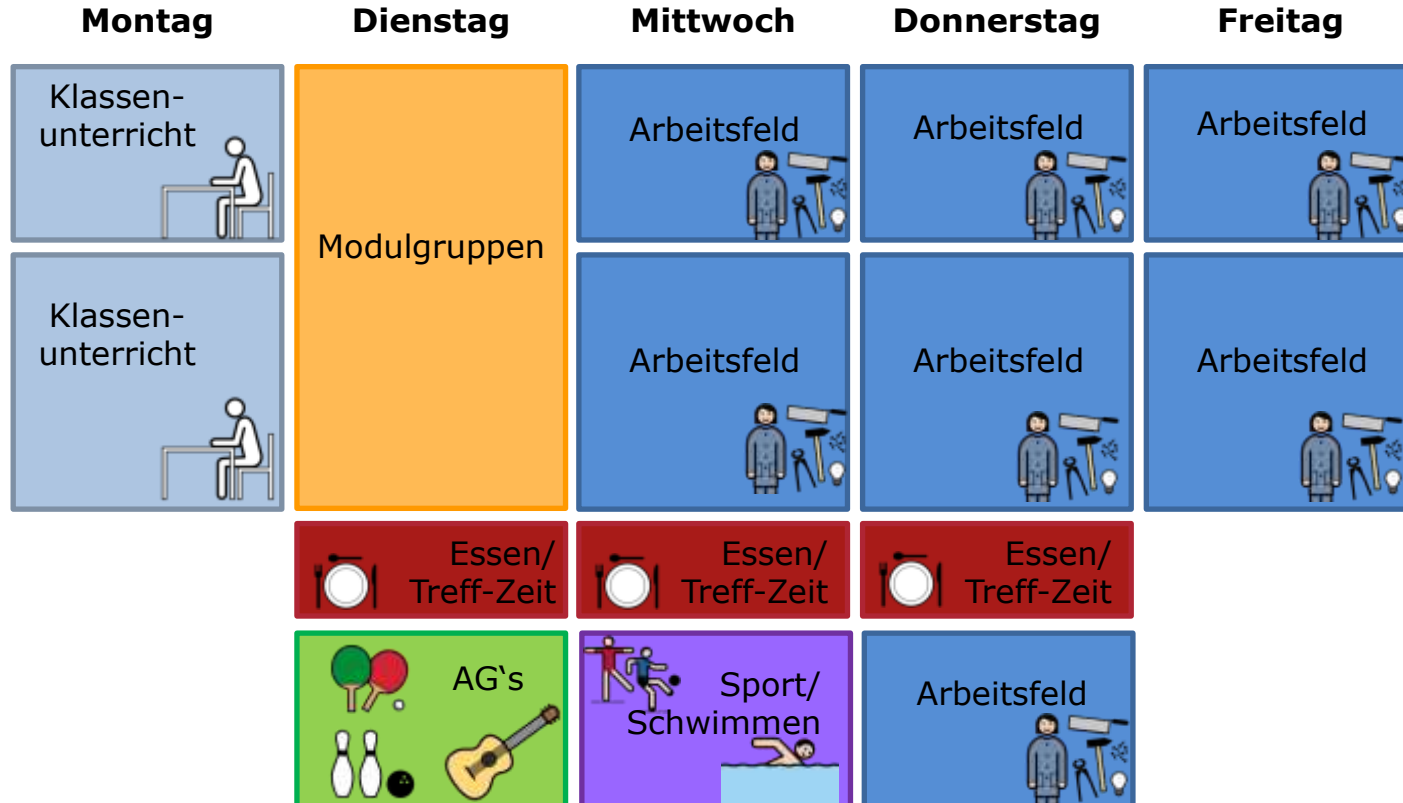 Montag Dienstag Mittwoch Donnerstag Freitag
Klassen-
unterricht
Modulgruppen
Arbeitsfeld
Arbeitsfeld
Arbeitsfeld
Klassen-
unterricht
Arbeitsfeld
Arbeitsfeld
Arbeitsfeld
Essen/
Treff-Zeit
Essen/
Treff-Zeit
Essen/
Treff-Zeit
AG‘s
Sport/
Schwimmen
Arbeitsfeld